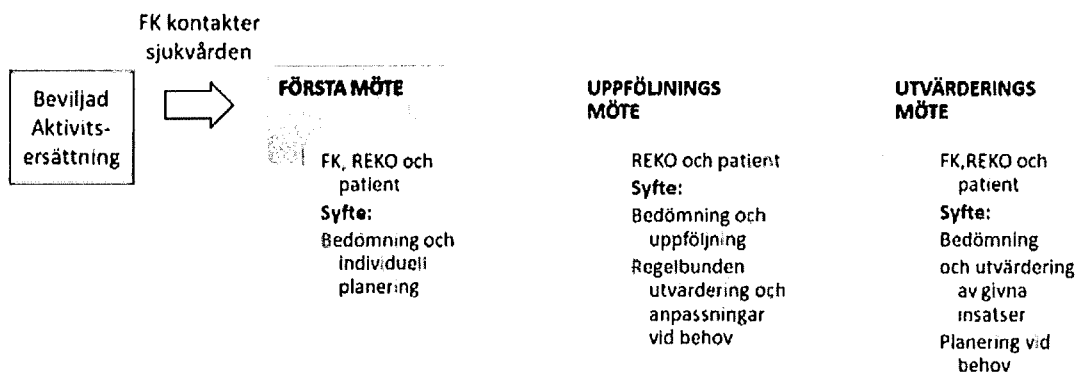 FK kontakter
sjukvården
Beviljad
Aktivits-
ersättning
FÖRSTA MÖTE
FK, REKO och
patient
Syfte:
Bedömning och
individuell
planering
UPPFÖLJNINGS
MÖTE
REKO och patient
Syfte:
Bedömning och
uppföljning
Regelbunden
utvärdering och
anpassningar
vid behov
UTVÄRDERINGS
MÖTE
FK,REKO och
patient
Syfte:
Bedömning
och utvärdering
av givna
insatser
Planering vid
behov